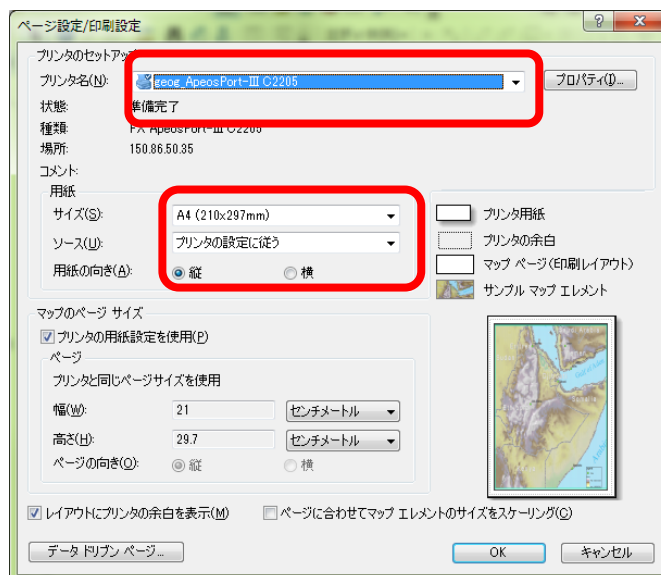 ページ設定/印刷設定
プリンタのセットアップ
プリンタ名(N):
geog_ApeosPort-III C2205
プロパティ(I)...
状態:
準備完了
種類:
FX ApeosPort-III C2205
場所:
150.86.50.35
コメント:
用紙
サイズ(S):
A4 (210x297mm)
ソース(U):
プリンタの設定に従う
用紙の向き(A):
縦
横
プリンタ用紙
プリンタの余白
マップ ページ(印刷レイアウト)
サンプル マップ エレメント
マップのページ サイズ
プリンタの用紙設定を使用(P)
ページ
プリンタと同じページサイズを使用
幅(W):
21
センチメートル
高さ(H):
29.7
センチメートル
ページの向き(O):
縦
横
レイアウトにプリンタの余白を表示(M)
ページに合わせてマップ エレメントのサイズをスケーリング(C)
データ ドリブン ページ...
OK
キャンセル